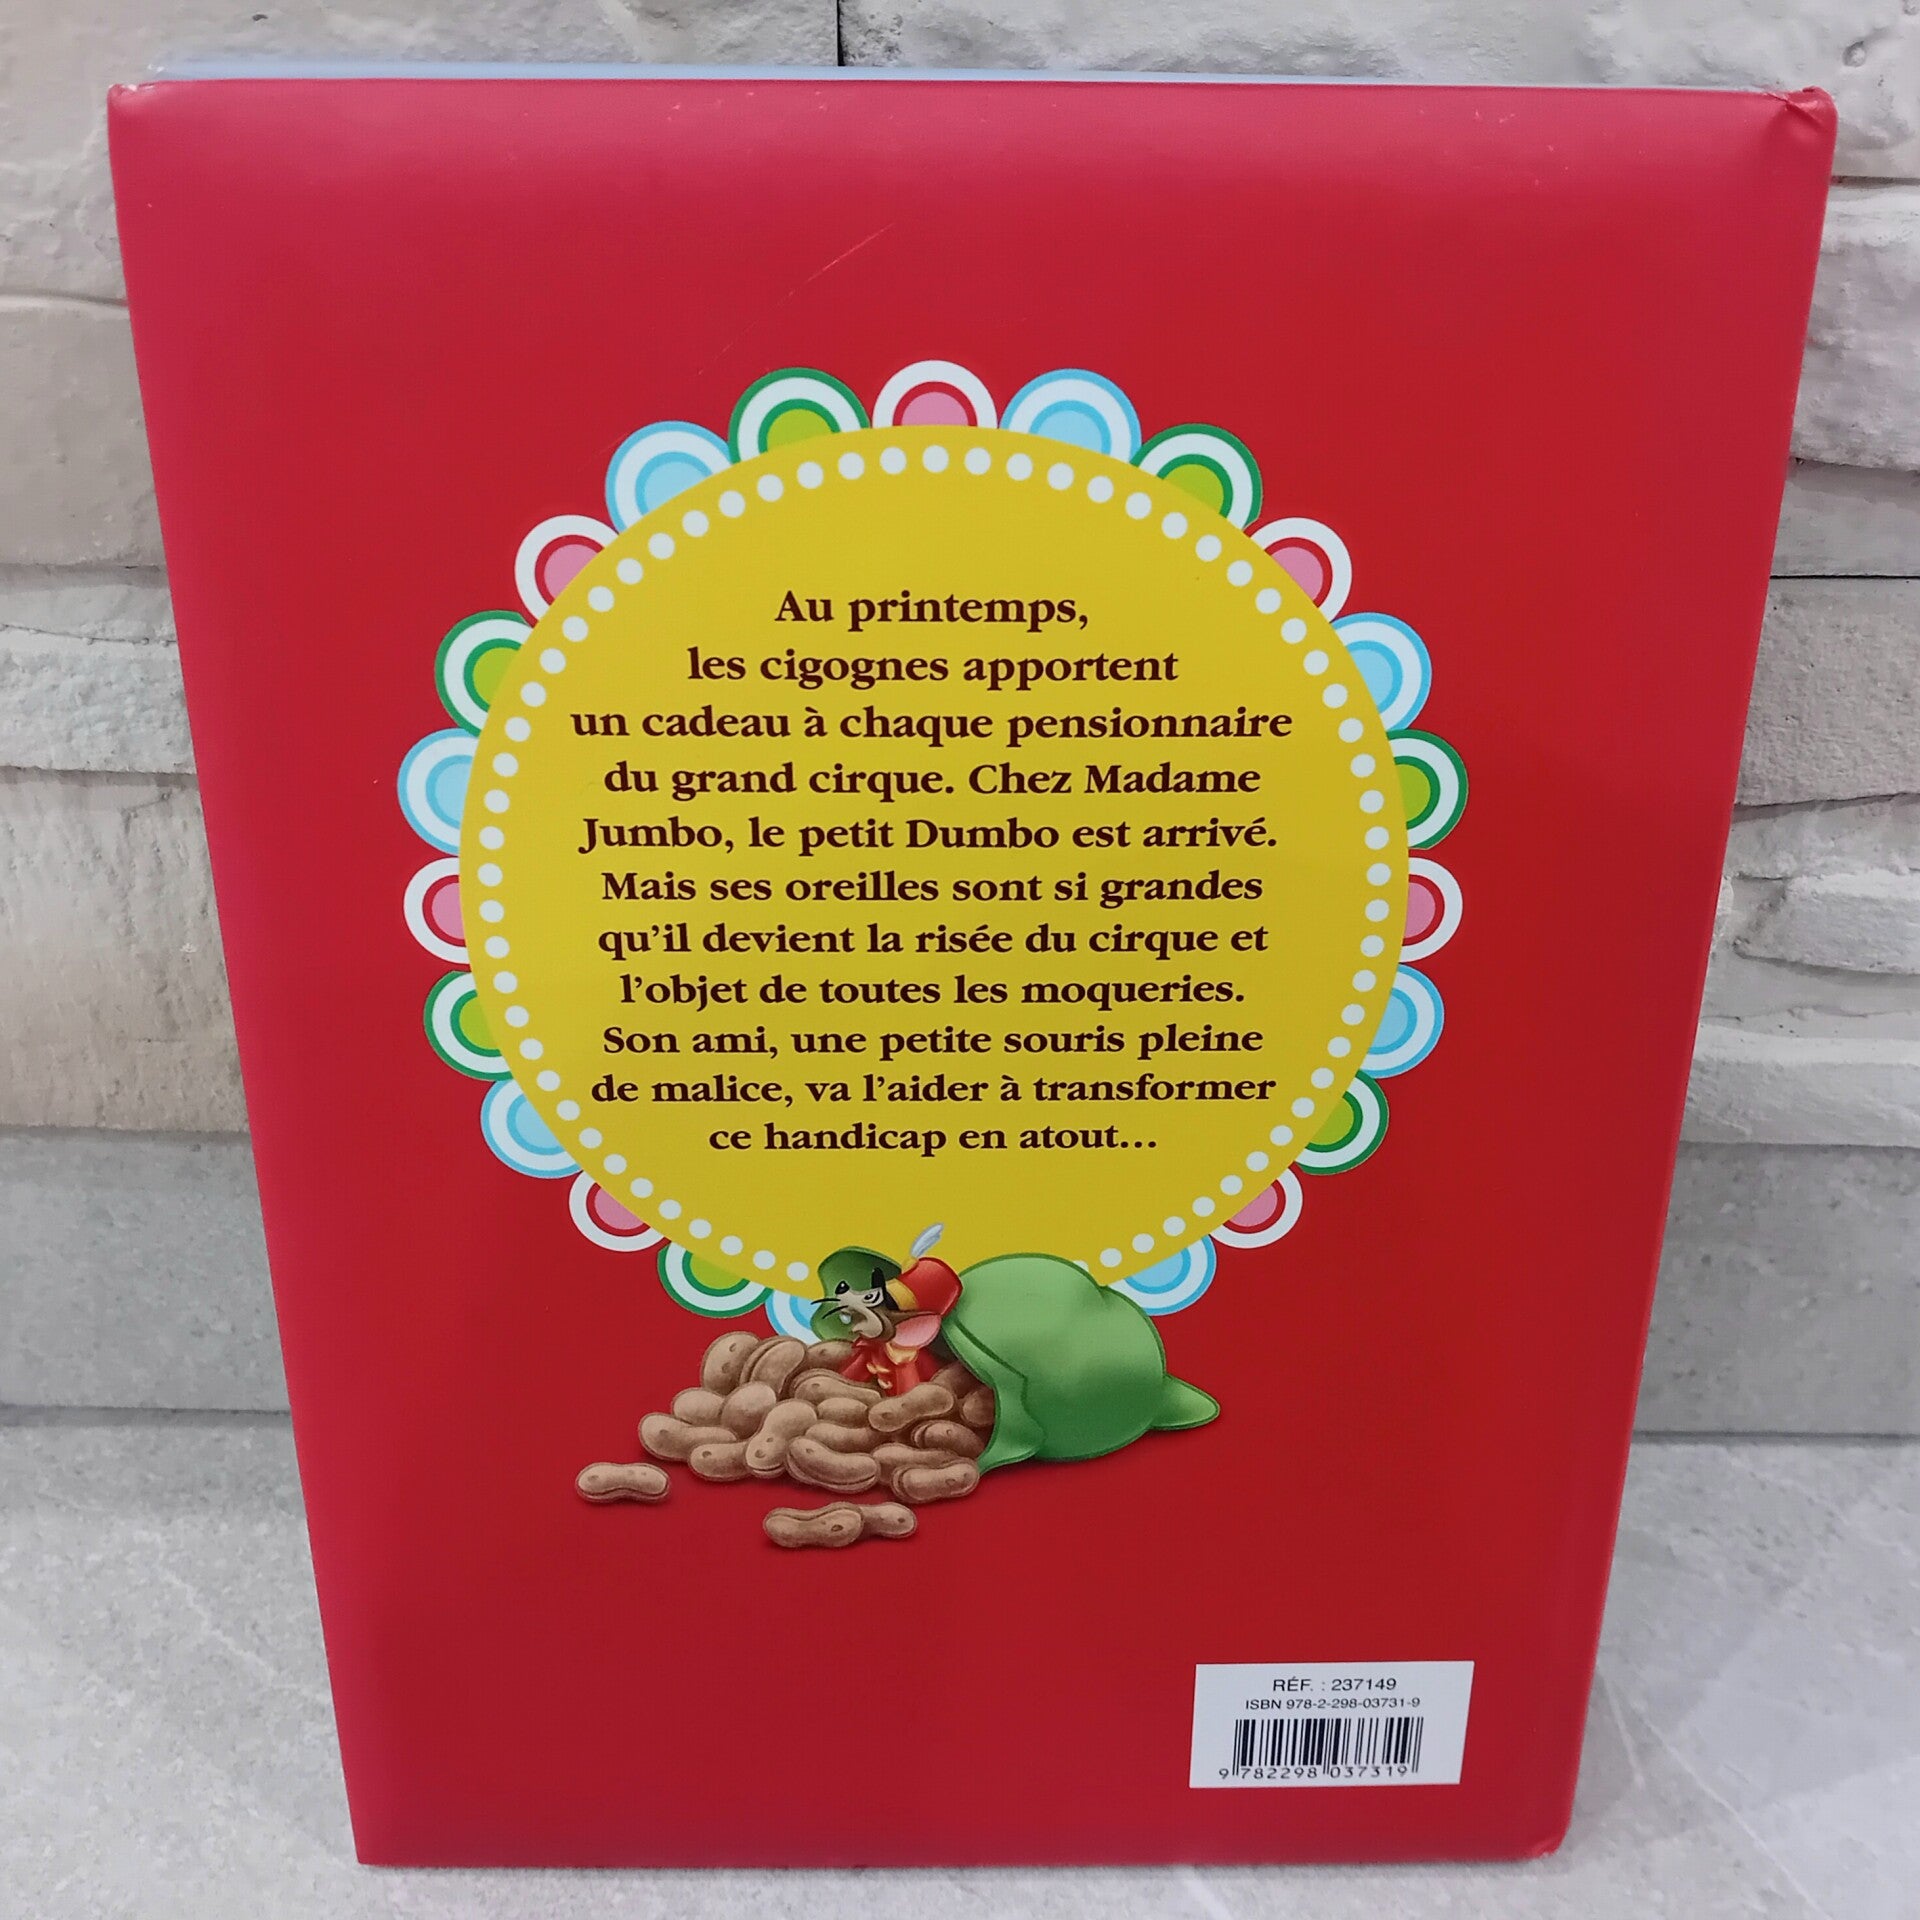 Au printemps,
les cigognes apportent
un cadeau à chaque pensionnaire
du grand cirque. Chez Madame
Jumbo, le petit Dumbo est arrivé.
Mais ses oreilles sont si grandes
qu’il devient la risée du cirque et
l’objet de toutes les moqueries.
Son ami, une petite souris pleine
de malice, va l’aider à transformer
ce handicap en atout...
RÉF. : 237149
ISBN 978-2-298-03731-9
9 782298 037319